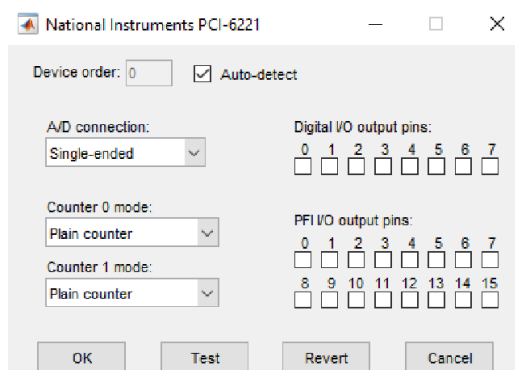 National Instruments PCI-6221
Device order: 0 Auto-detect
A/D connection:
Single-ended
Digital I/O output pins:
0 1 2 3 4 5 6 7
Counter 0 mode:
Plain counter
PFI I/O output pins:
0 1 2 3 4 5 6 7
Counter 1 mode:
Plain counter
8 9 10 11 12 13 14 15
OK Test Revert Cancel